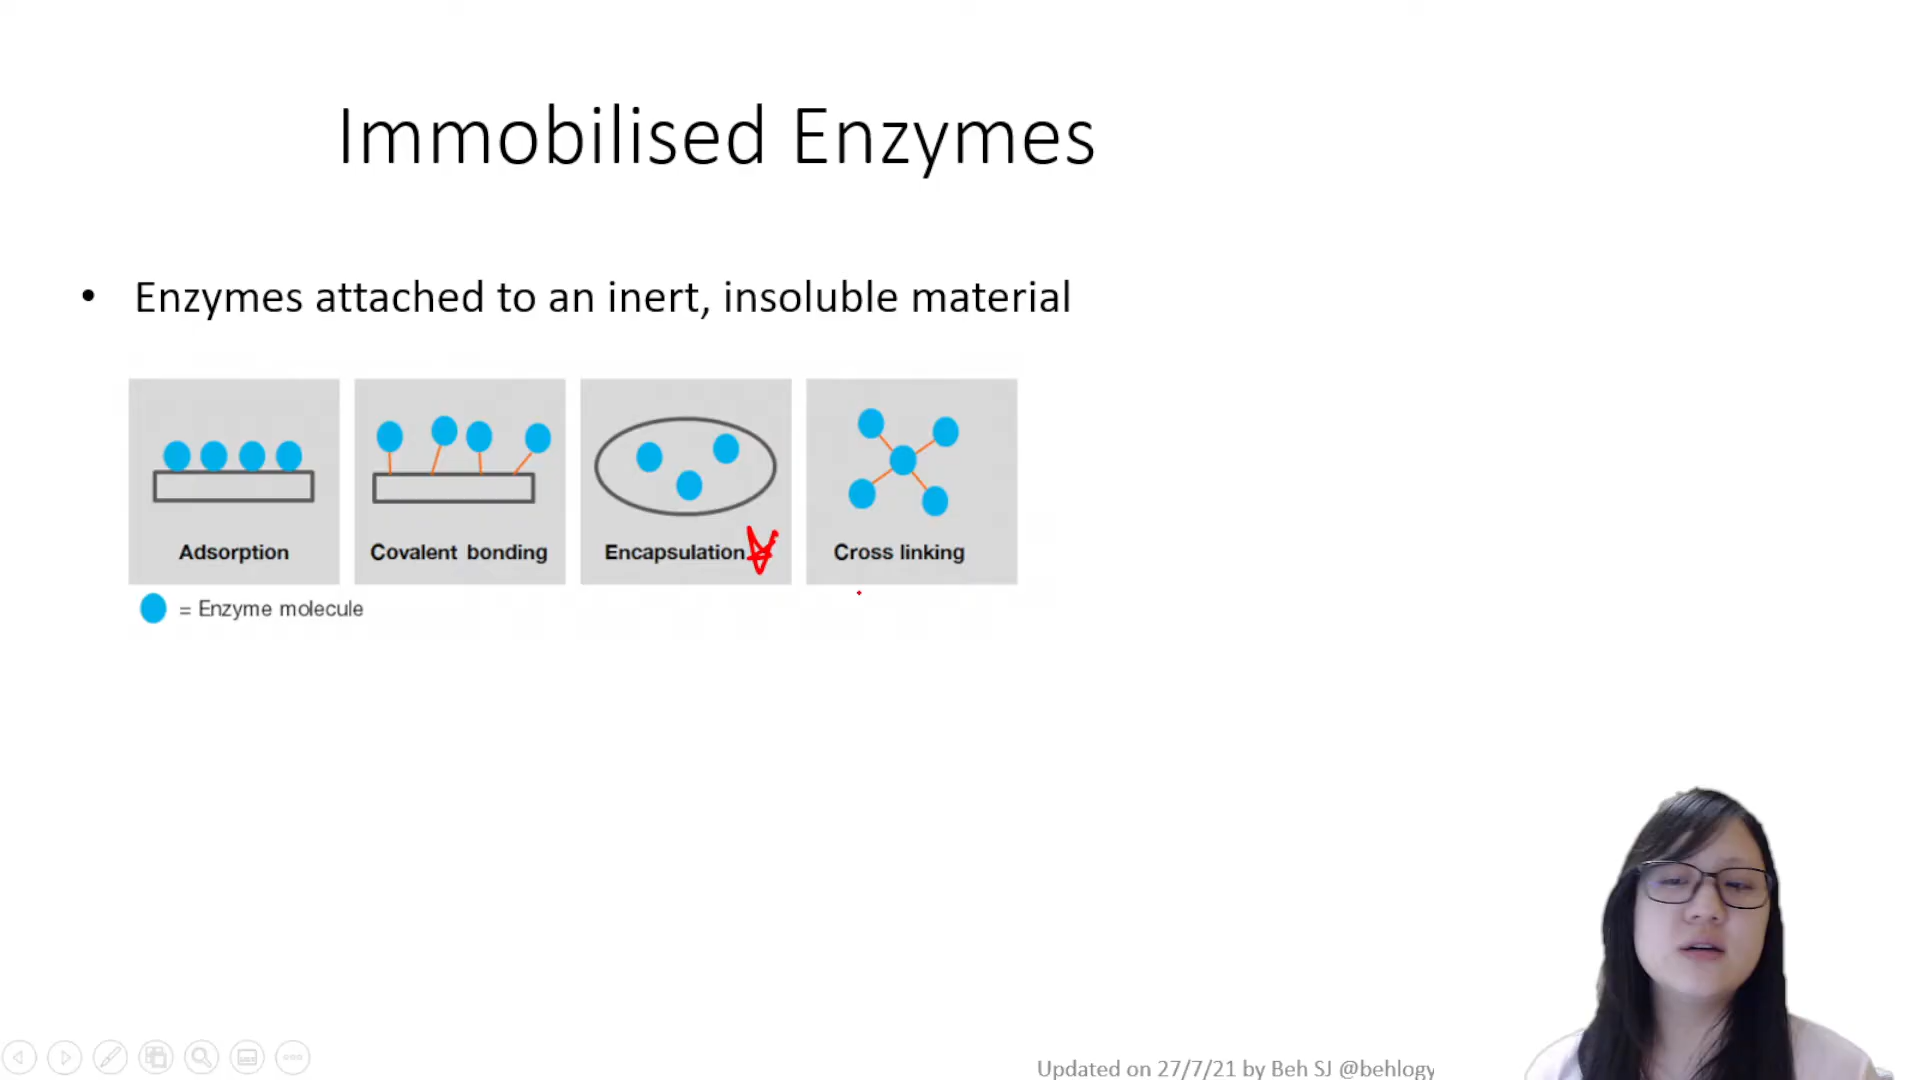 Immobilised Enzymes
• Enzymes attached to an inert, insoluble material
Adsorption
Covalent bonding
Encapsulation
Cross linking
= Enzyme molecule
Updated on 27/7/21 by Beh SJ @behlogy